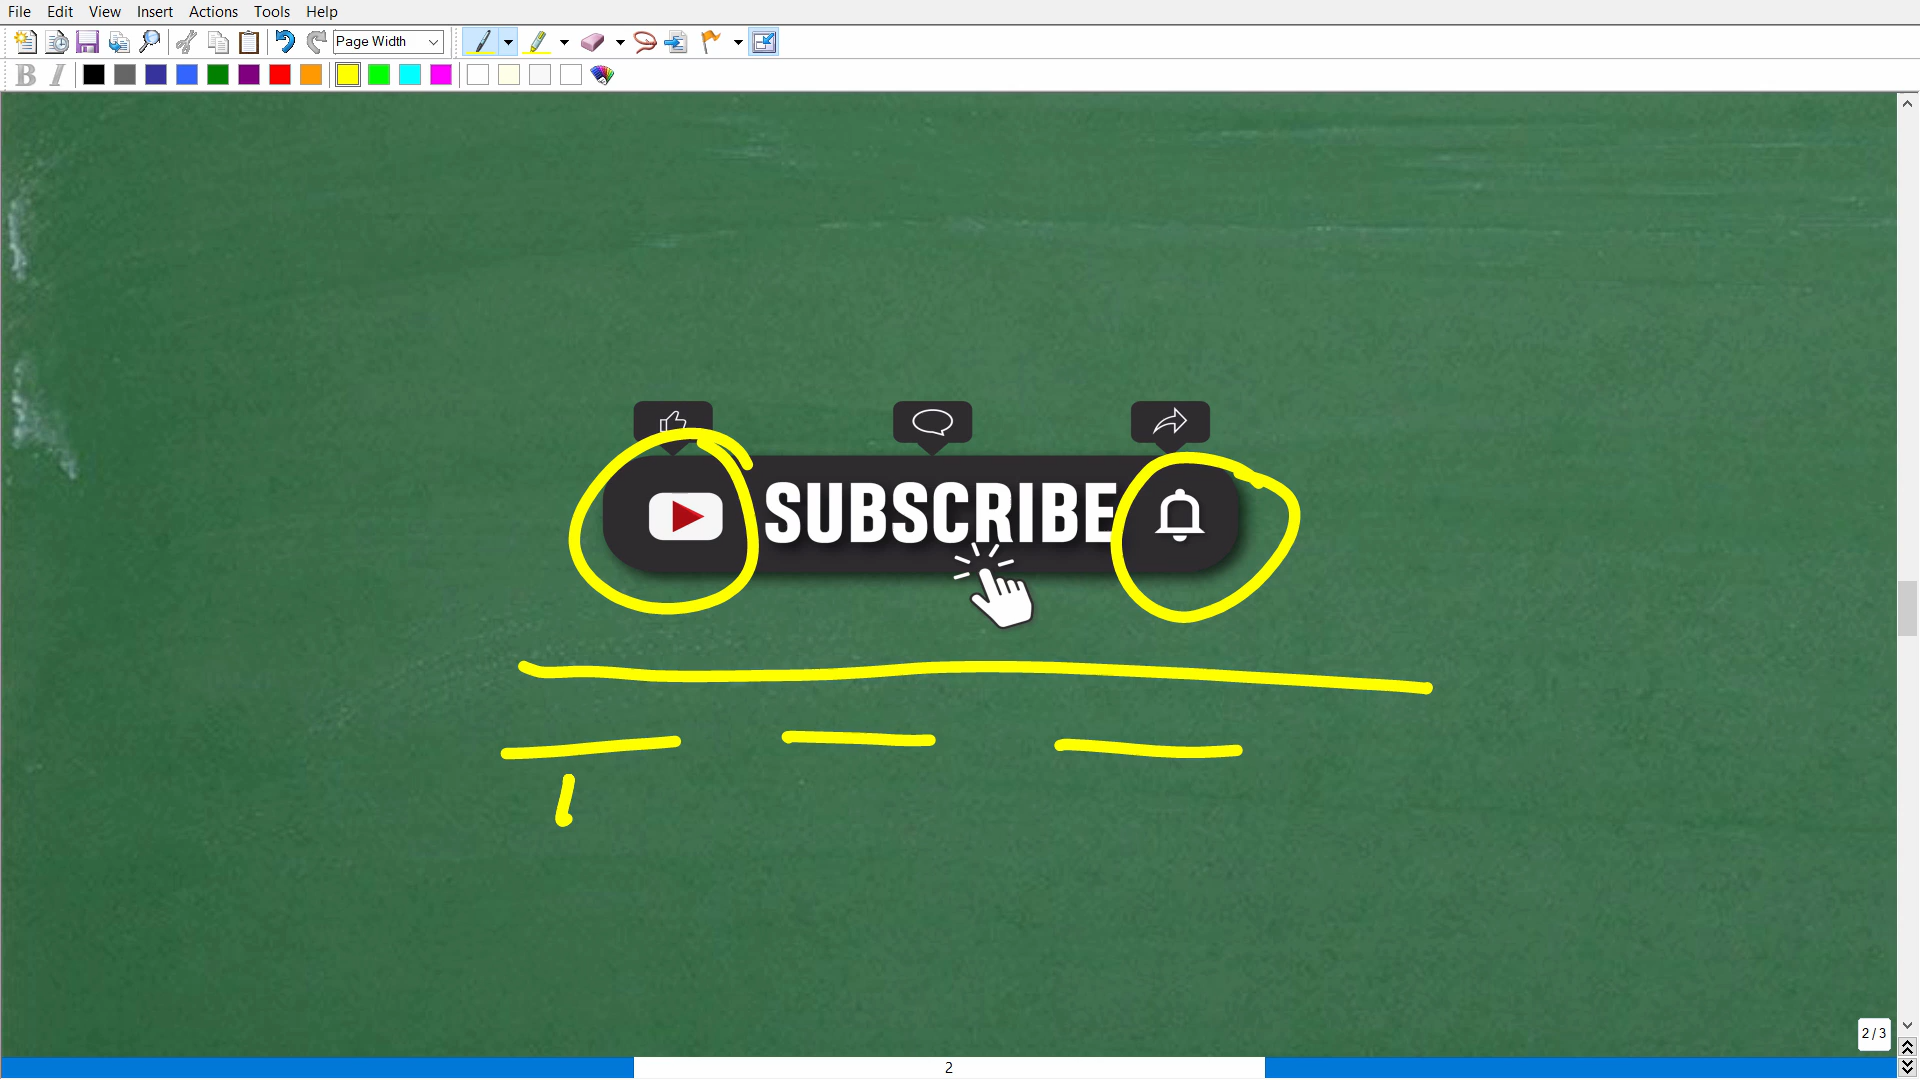 File Edit View Insert Actions Tools Help
Page Width
B I
SUBSCRIBE
2 / 3
2